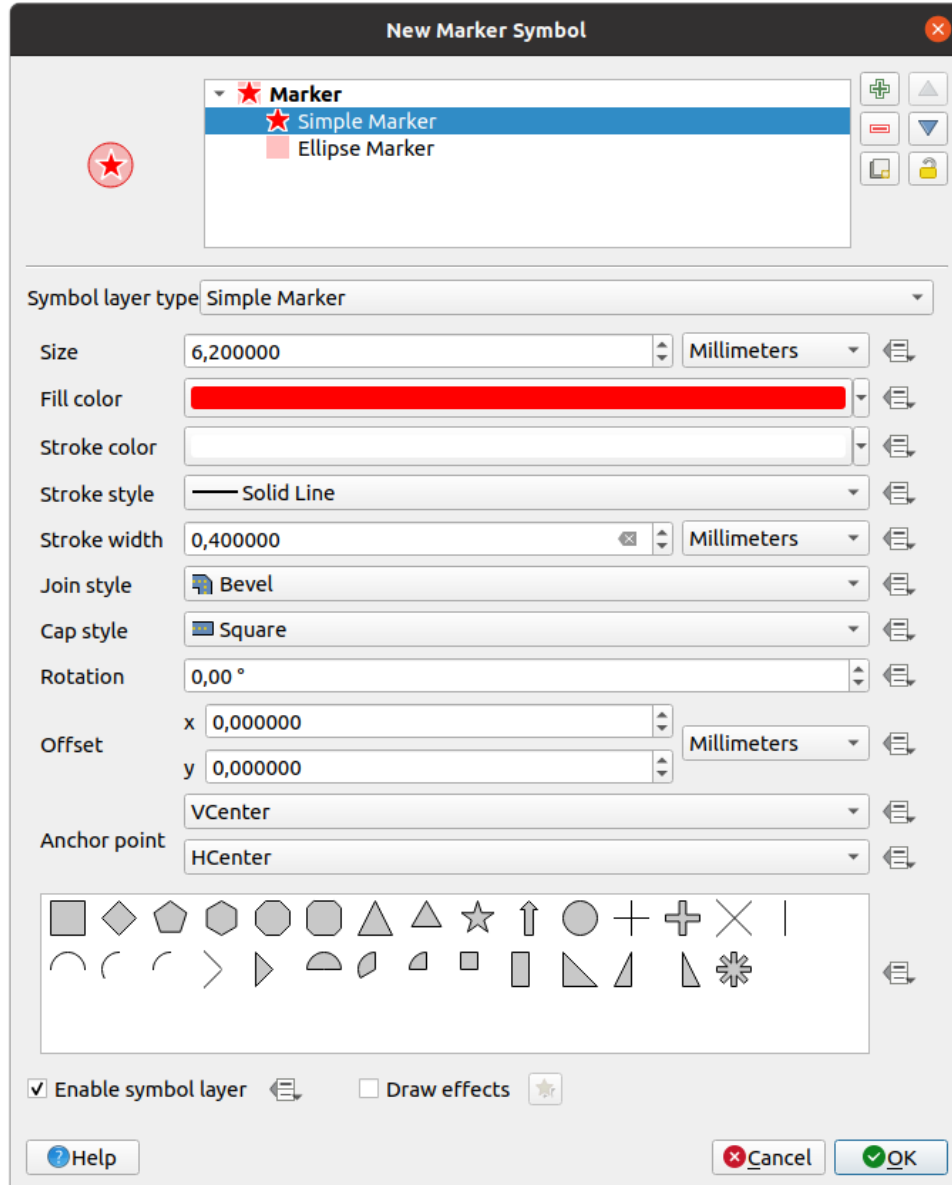 New Marker Symbol
Marker
Simple Marker
Ellipse Marker
Symbol layer type Simple Marker
Size 6,200000 Millimeters
Fill color
Stroke color
Stroke style Solid Line
Stroke width 0,400000 Millimeters
Join style Bevel
Cap style Square
Rotation 0,00 °
Offset x 0,000000 Millimeters
y 0,000000
Anchor point VCenter
HCenter
Enable symbol layer Draw effects
Help Cancel OK